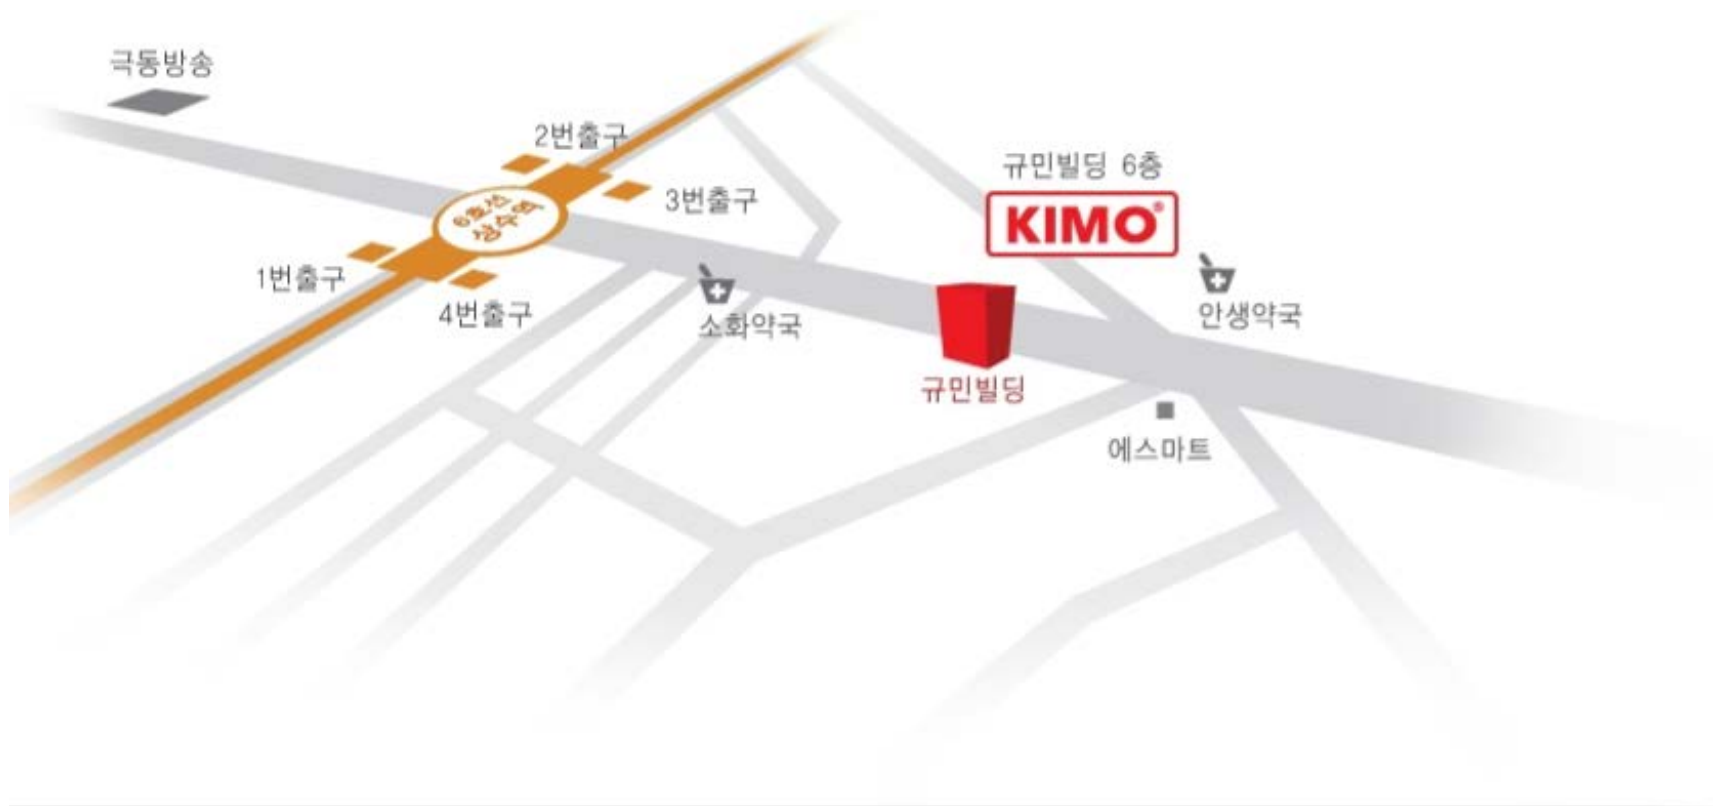 극동방송
2번출구
3번출구
6호선
상수역
1번출구
4번출구
규민빌딩 6층
KIMO®
소화약국
안생약국
규민빌딩
에스마트